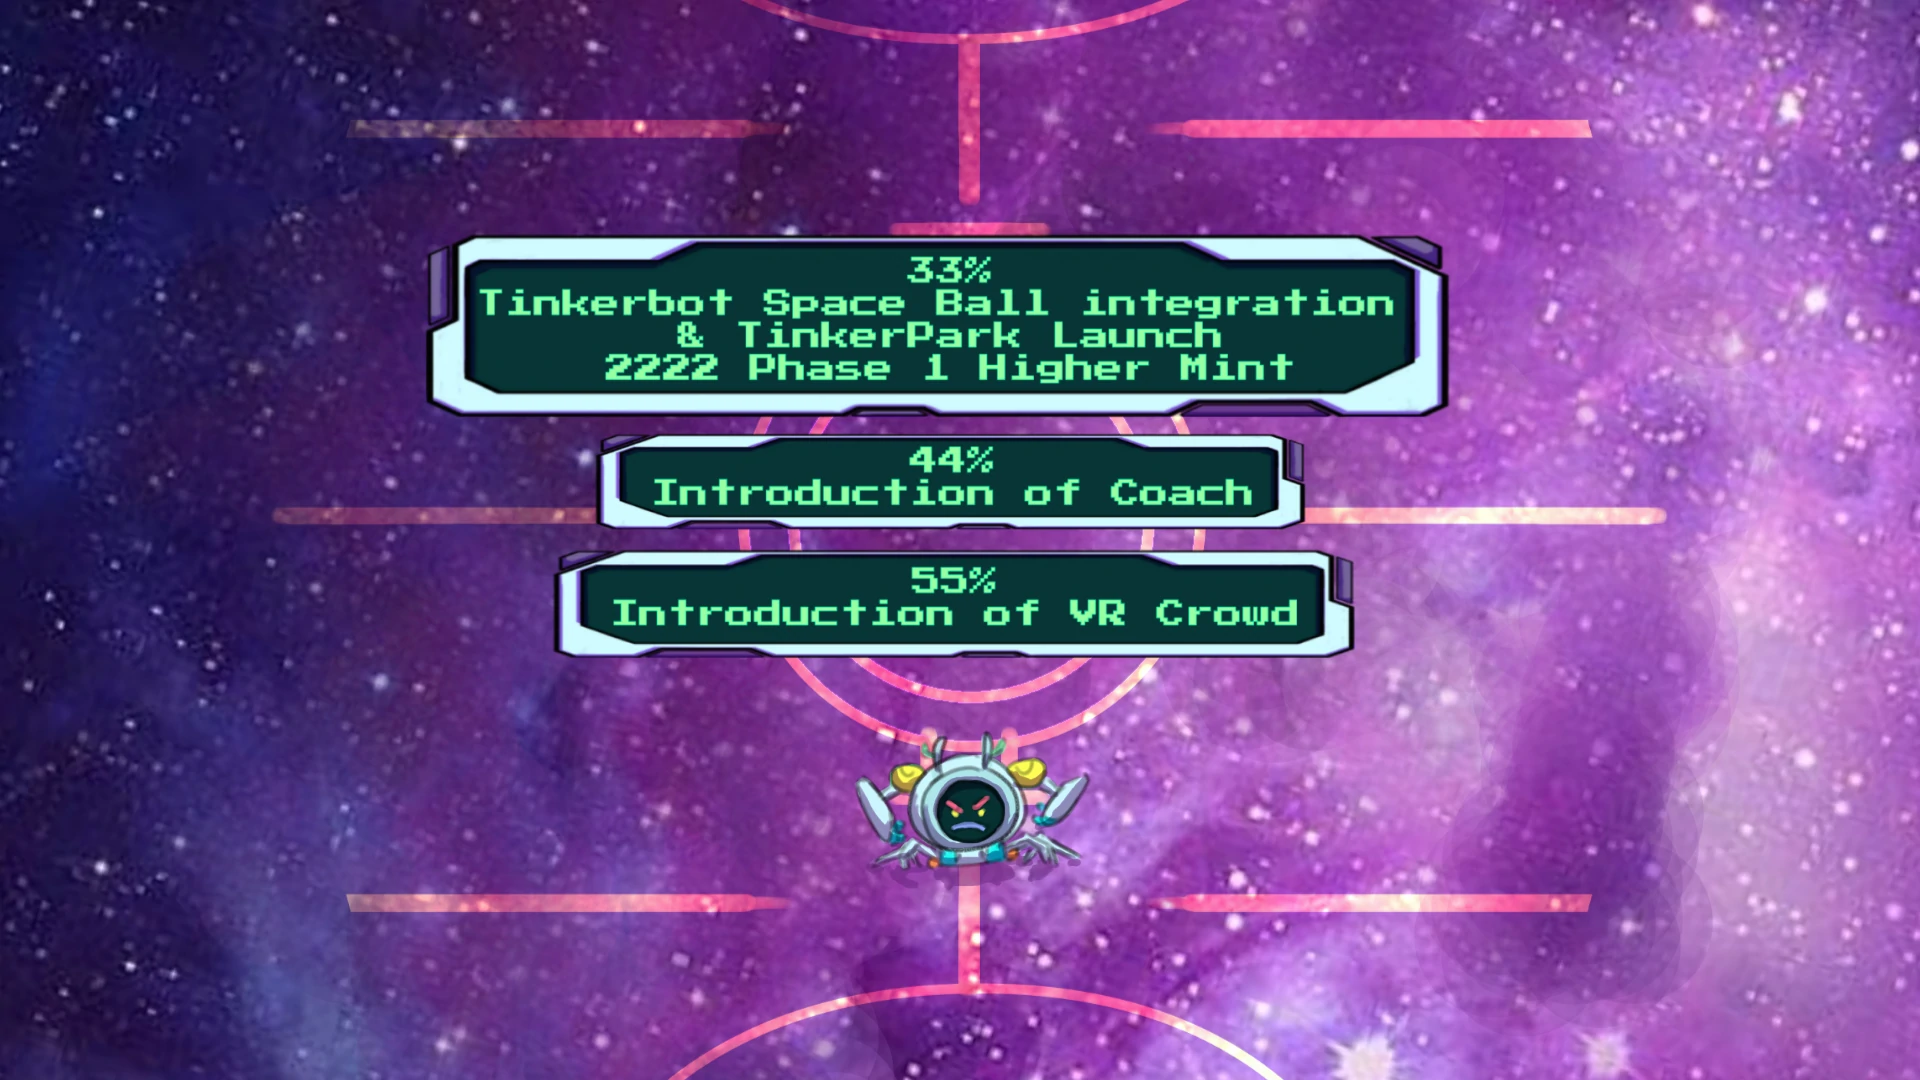 33%
Tinkerbot Space Ball integration
& TinkerPark Launch
2222 Phase 1 Higher Mint
44%
Introduction of Coach
55%
Introduction of VR Crowd